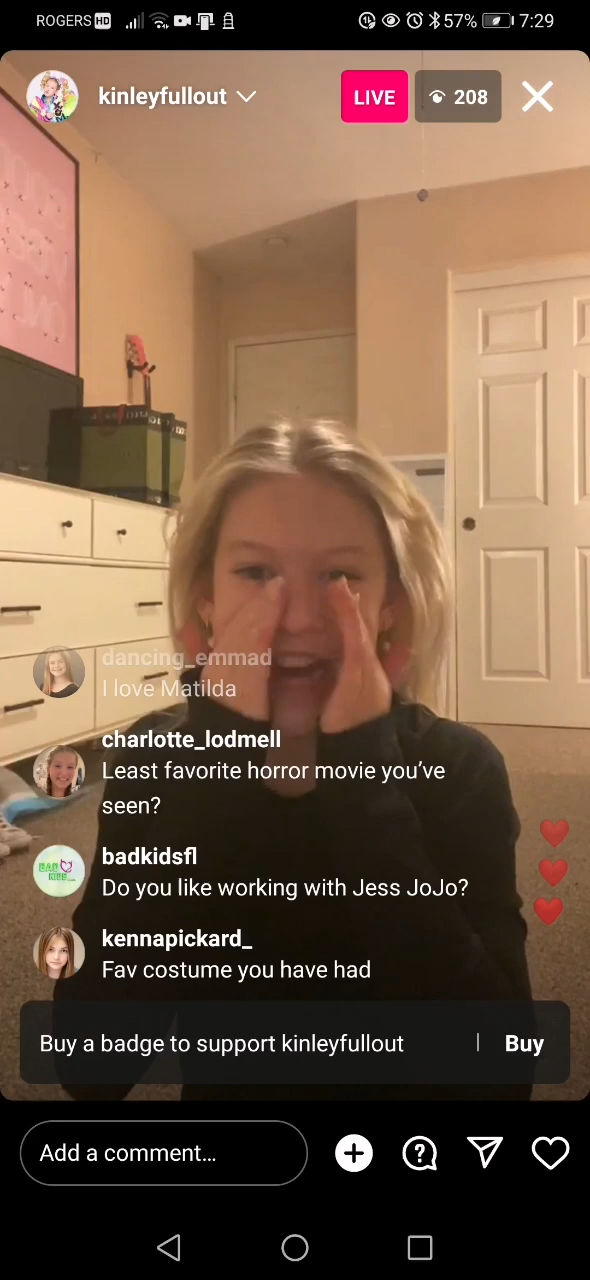 ROGERS HD
57% 7:29
kinleyfullout
LIVE
208
dancing_emmad
I love Matilda
charlotte_lodmell
Least favorite horror movie you've
seen?
badkidsfl
Do you like working with Jess JoJo?
kennapickard_
Fav costume you have had
Buy a badge to support kinleyfullout | Buy
Add a comment...